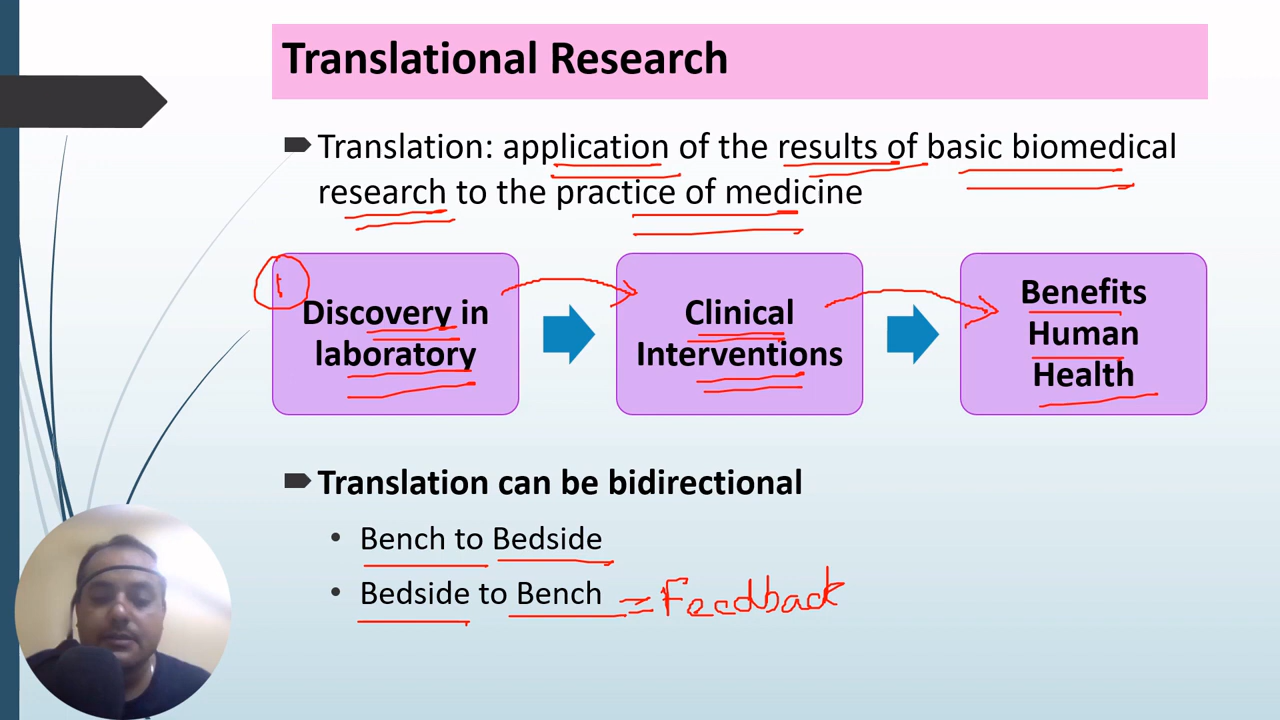 Translational Research
Translation: application of the results of basic biomedical
research to the practice of medicine
1
Discovery in
laboratory
Clinical
Interventions
Benefits
Human
Health
Translation can be bidirectional
• Bench to Bedside
• Bedside to Bench = Feedback